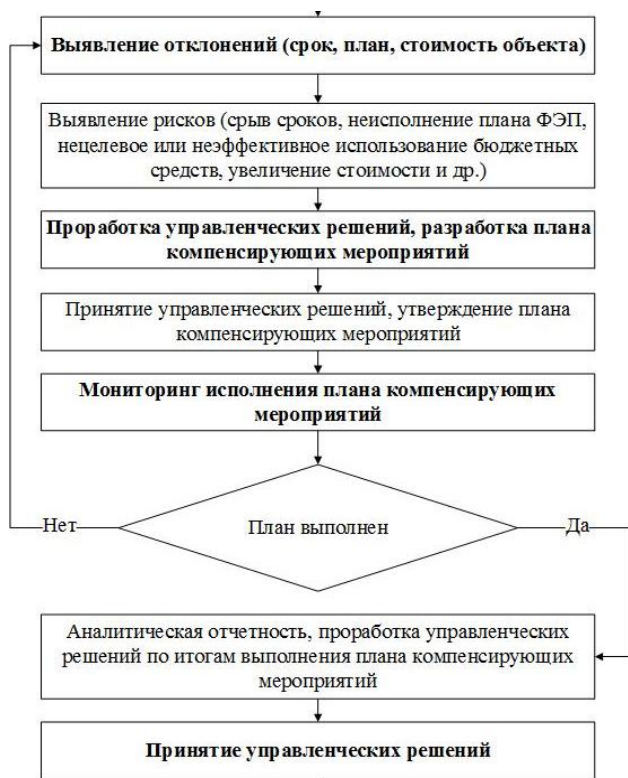 Выявление отклонений (срок, план, стоимость объекта)
Выявление рисков (срыв сроков, неисполнение плана ФЭП,
нецелевое или неэффективное использование бюджетных
средств, увеличение стоимости и др.)
Проработка управленческих решений, разработка плана
компенсирующих мероприятий
Принятие управленческих решений, утверждение плана
компенсирующих мероприятий
Мониторинг исполнения плана компенсирующих
мероприятий
Нет
План выполнен
Да
Аналитическая отчетность, проработка управленческих
решений по итогам выполнения плана компенсирующих
мероприятий
Принятие управленческих решений